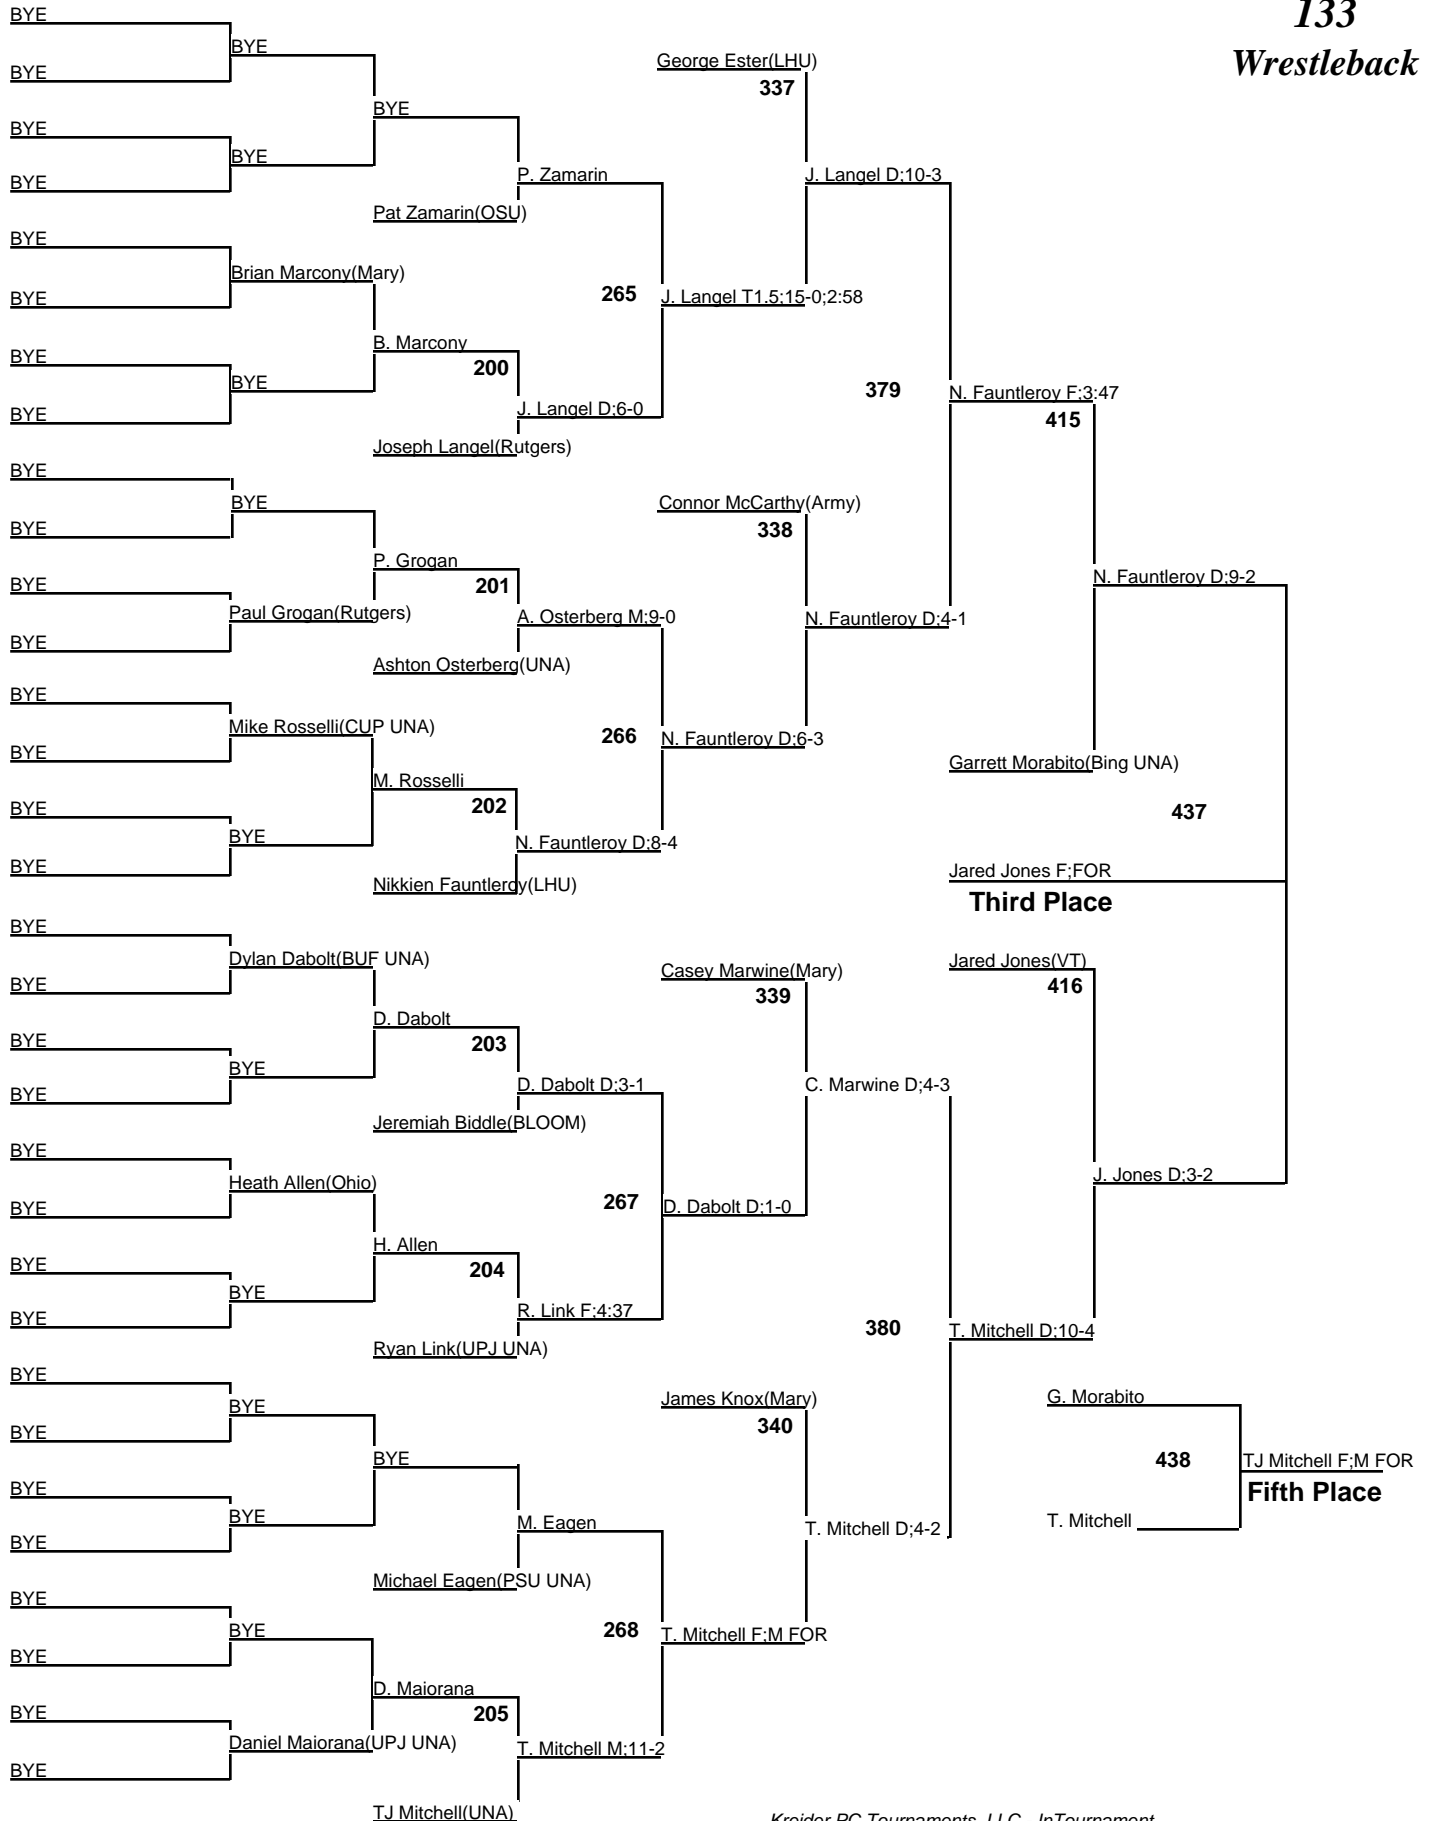 133
Wrestleback
BYE
BYE
BYE
George Ester(LHU)
BYE
337
BYE
BYE
BYE
BYE
P. Zamarin
J. Langel D;10-3
Pat Zamarin(OSU)
BYE
Brian Marcony(Mary)
BYE
265
J. Langel T1.5;15-0;2:58
BYE
B. Marcony
200
BYE
379
N. Fauntleroy F;3:47
BYE
J. Langel D;6-0
415
Joseph Langel(Rutgers)
BYE
BYE
Connor McCarthy(Army)
BYE
338
P. Grogan
BYE
201
N. Fauntleroy D;9-2
Paul Grogan(Rutgers)
A. Osterberg M;9-0
N. Fauntleroy D;4-1
BYE
Ashton Osterberg(UNA)
BYE
Mike Rosselli(CUP UNA)
266
N. Fauntleroy D;6-3
BYE
Garrett Morabito(Bing UNA)
M. Rosselli
BYE
202
437
BYE
N. Fauntleroy D;8-4
BYE
Jared Jones F;FOR
Nikkien Fauntleroy(LHU)
Third Place
BYE
Dylan Dabolt(BUF UNA)
Casey Marwine(Mary)
Jared Jones(VT)
BYE
339
416
D. Dabolt
BYE
203
BYE
D. Dabolt D;3-1
C. Marwine D;4-3
BYE
Jeremiah Biddle(BLOOM)
BYE
Heath Allen(Ohio)
J. Jones D;3-2
BYE
267
D. Dabolt D;1-0
H. Allen
BYE
204
BYE
BYE
R. Link F;4:37
380
T. Mitchell D;10-4
Ryan Link(UPJ UNA)
BYE
BYE
James Knox(Mary)
G. Morabito
BYE
340
BYE
438
TJ Mitchell F;M FOR
BYE
Fifth Place
BYE
M. Eagen
T. Mitchell D;4-2
T. Mitchell
BYE
Michael Eagen(PSU UNA)
BYE
BYE
268
T. Mitchell F;M FOR
BYE
D. Maiorana
BYE
205
Daniel Maiorana(UPJ UNA)
T. Mitchell M;11-2
BYE
TJ Mitchell(UNA)
Kreider PC Tournaments, LLC - InTournament